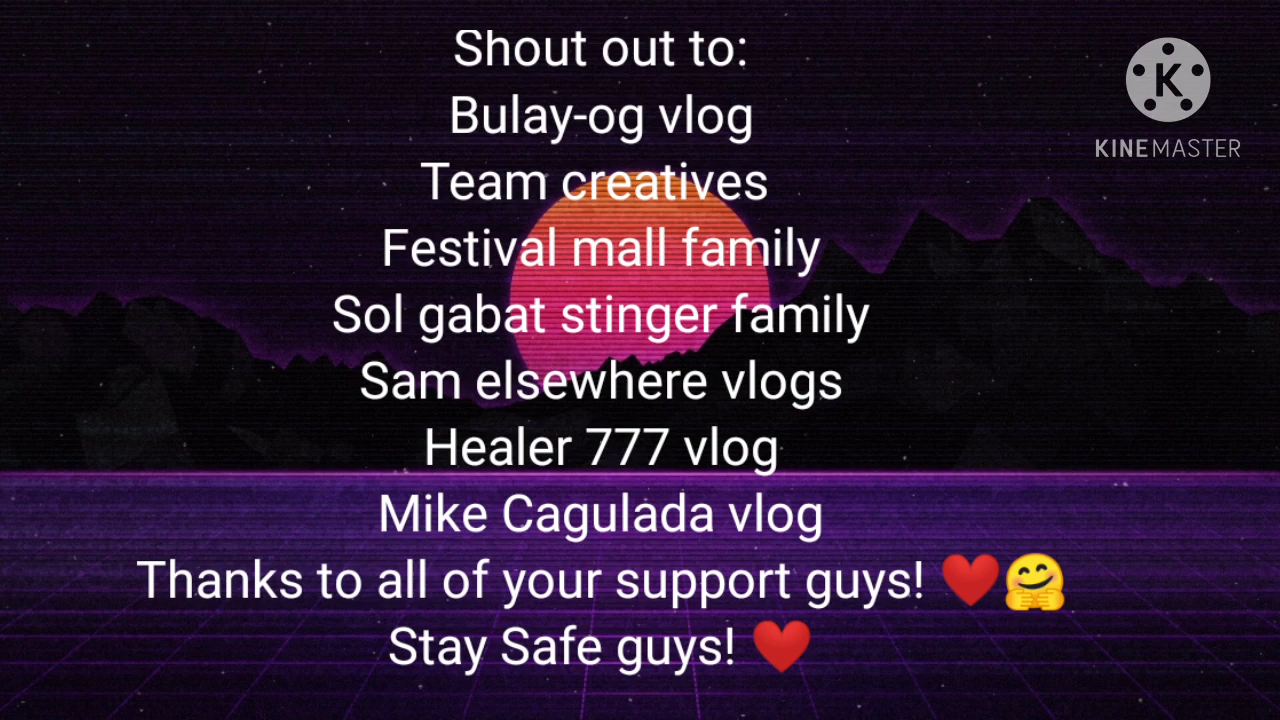 Shout out to:
Bulay-og vlog
Team creatives
Festival mall family
Sol gabat stinger family
Sam elsewhere vlogs
Healer 777 vlog
Mike Cagulada vlog
Thanks to all of your support guys! ❤️🤗
Stay Safe guys! ❤️
K
KINEMASTER